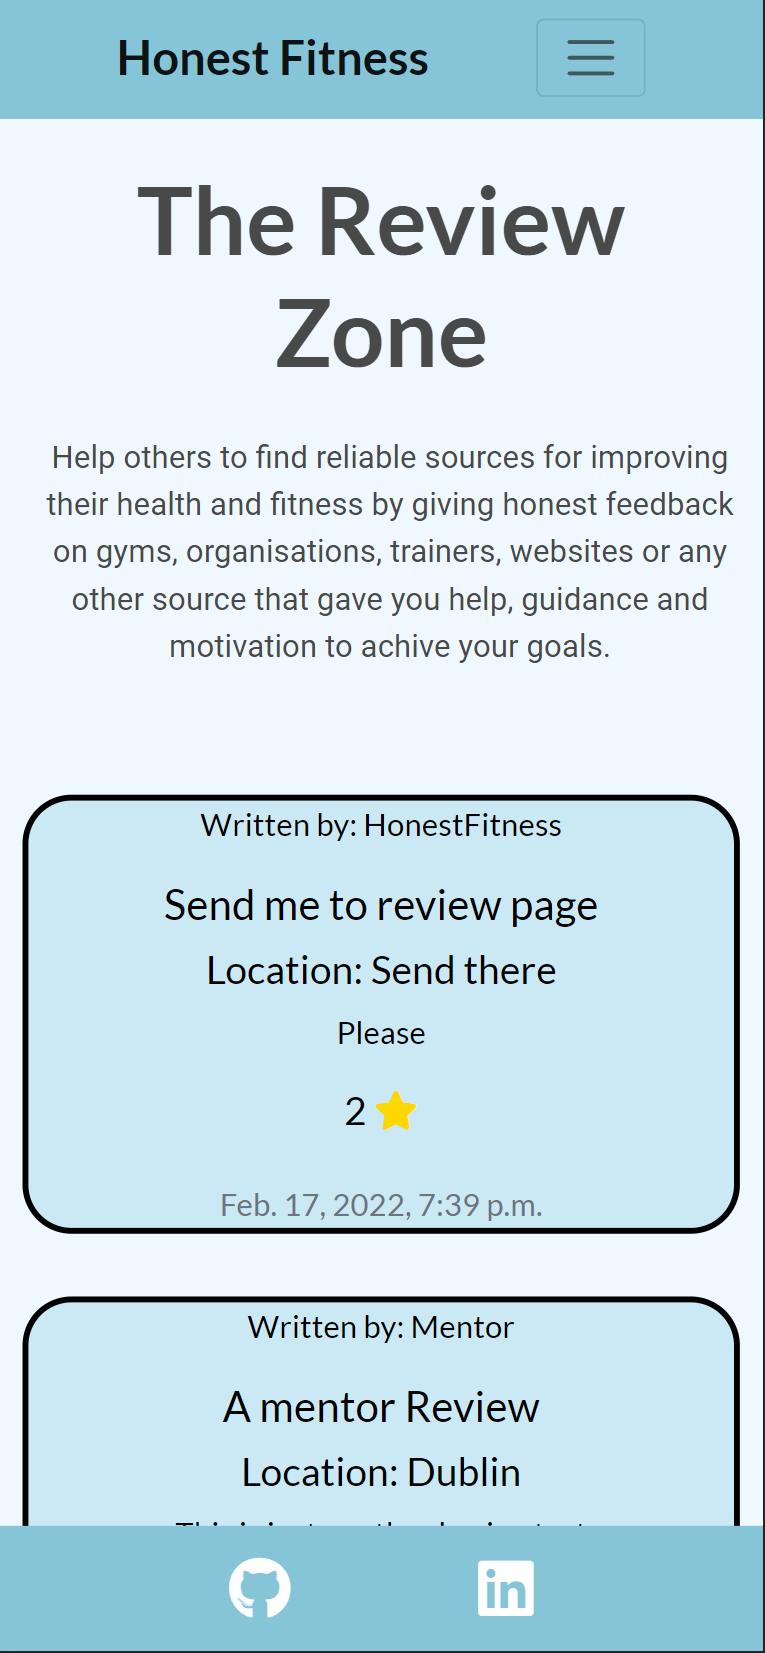 Honest Fitness
The Review
Zone
Help others to find reliable sources for improving
their health and fitness by giving honest feedback
on gyms, organisations, trainers, websites or any
other source that gave you help, guidance and
motivation to achive your goals.
Written by: HonestFitness
Send me to review page
Location: Send there
Please
2
Feb. 17, 2022, 7:39 p.m.
Written by: Mentor
A mentor Review
Location: Dublin
in